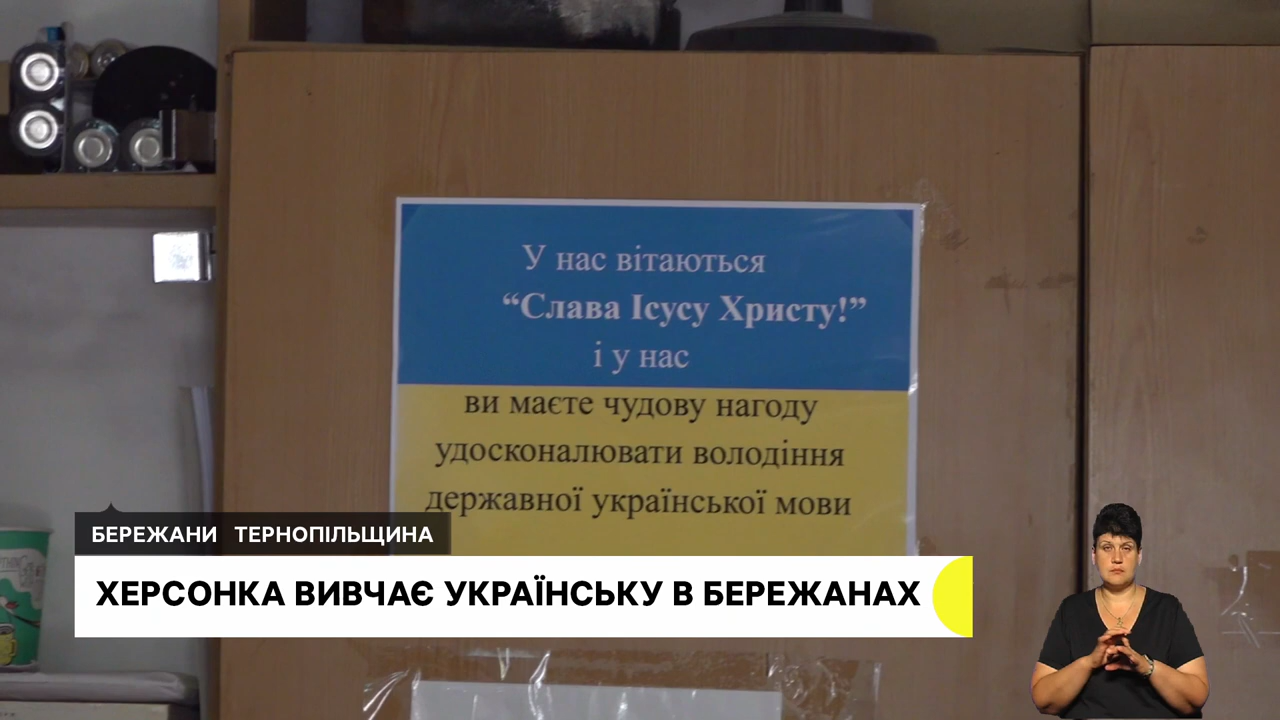 У нас вітаються
“Слава Ісусу Христу!”
і у нас
ви маєте чудову нагоду
удосконалювати володіння
державної української мови
БЕРЕЖАНИ ТЕРНОПІЛЬЩИНА
ХЕРСОНКА ВИВЧАЄ УКРАЇНСЬКУ В БЕРЕЖАНАХ